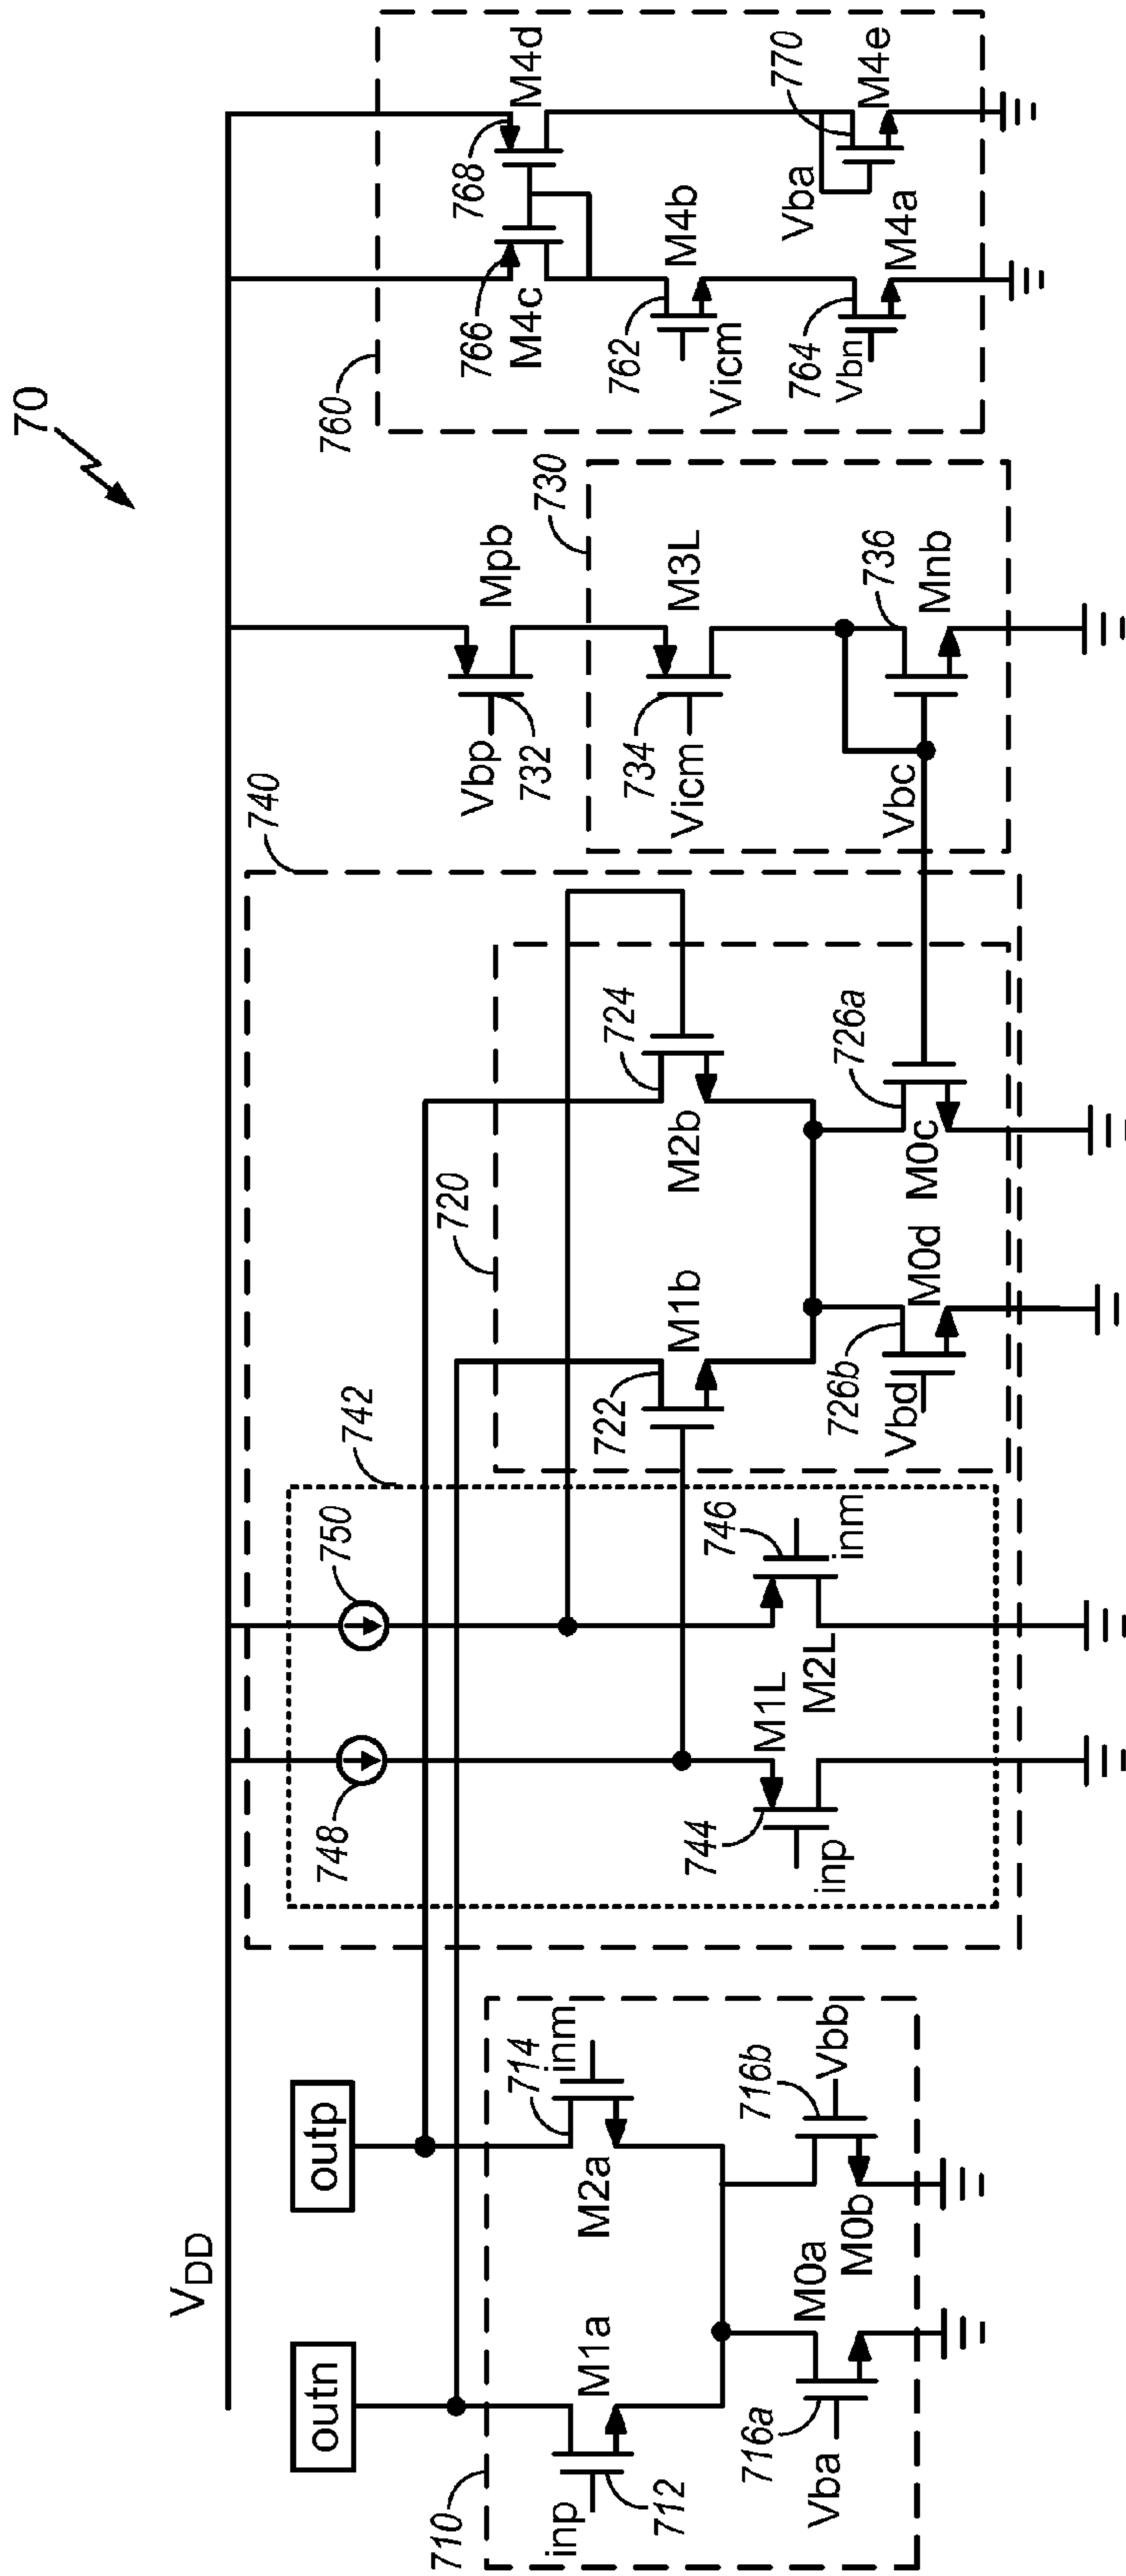 70
VDD
outn
outp
710
inp
712
M1a
714
inm
M2a
716a
Vba
M0a
716b
Vbb
M0b
740
742
748
750
744
inp
M1L
746
inm
M2L
720
722
M1b
724
M2b
726b
Vbd
M0d
726a
M0c
Vbp
732
Mpb
730
734
Vicm
M3L
Vbc
736
Mnb
760
766
M4c
768
M4d
762
Vicm
M4b
764
Vbn
M4a
Vba
770
M4e